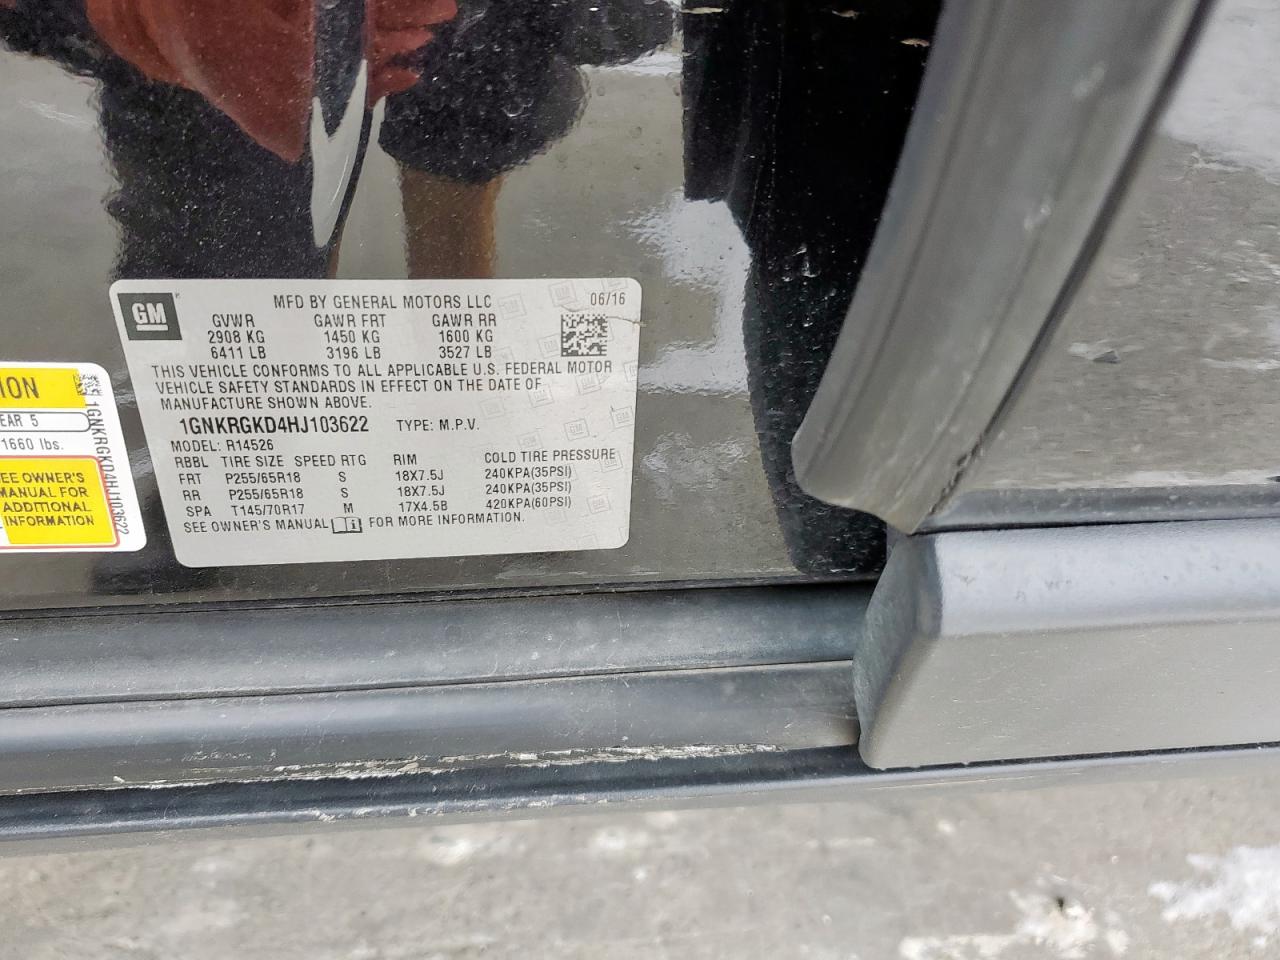 GM
MFD BY GENERAL MOTORS LLC 06/16
GVWR GAWR FRT GAWR RR
2908 KG 1450 KG 1600 KG
6411 LB 3196 LB 3527 LB
THIS VEHICLE CONFORMS TO ALL APPLICABLE U.S. FEDERAL MOTOR
VEHICLE SAFETY STANDARDS IN EFFECT ON THE DATE OF
MANUFACTURE SHOWN ABOVE.
1GNKRGKD4HJ103622 TYPE: M.P.V.
MODEL: R14526
RBBL TIRE SIZE SPEED RTG RIM COLD TIRE PRESSURE
FRT P255/65R18 S 18X7.5J 240KPA(35PSI)
RR P255/65R18 S 18X7.5J 240KPA(35PSI)
SPA T145/70R17 M 17X4.5B 420KPA(60PSI)
SEE OWNER'S MANUAL FOR MORE INFORMATION.
ION
EAR 5
1660 lbs.
EE OWNER'S
MANUAL FOR
ADDITIONAL
INFORMATION
1GNKRGKD4HJ103622